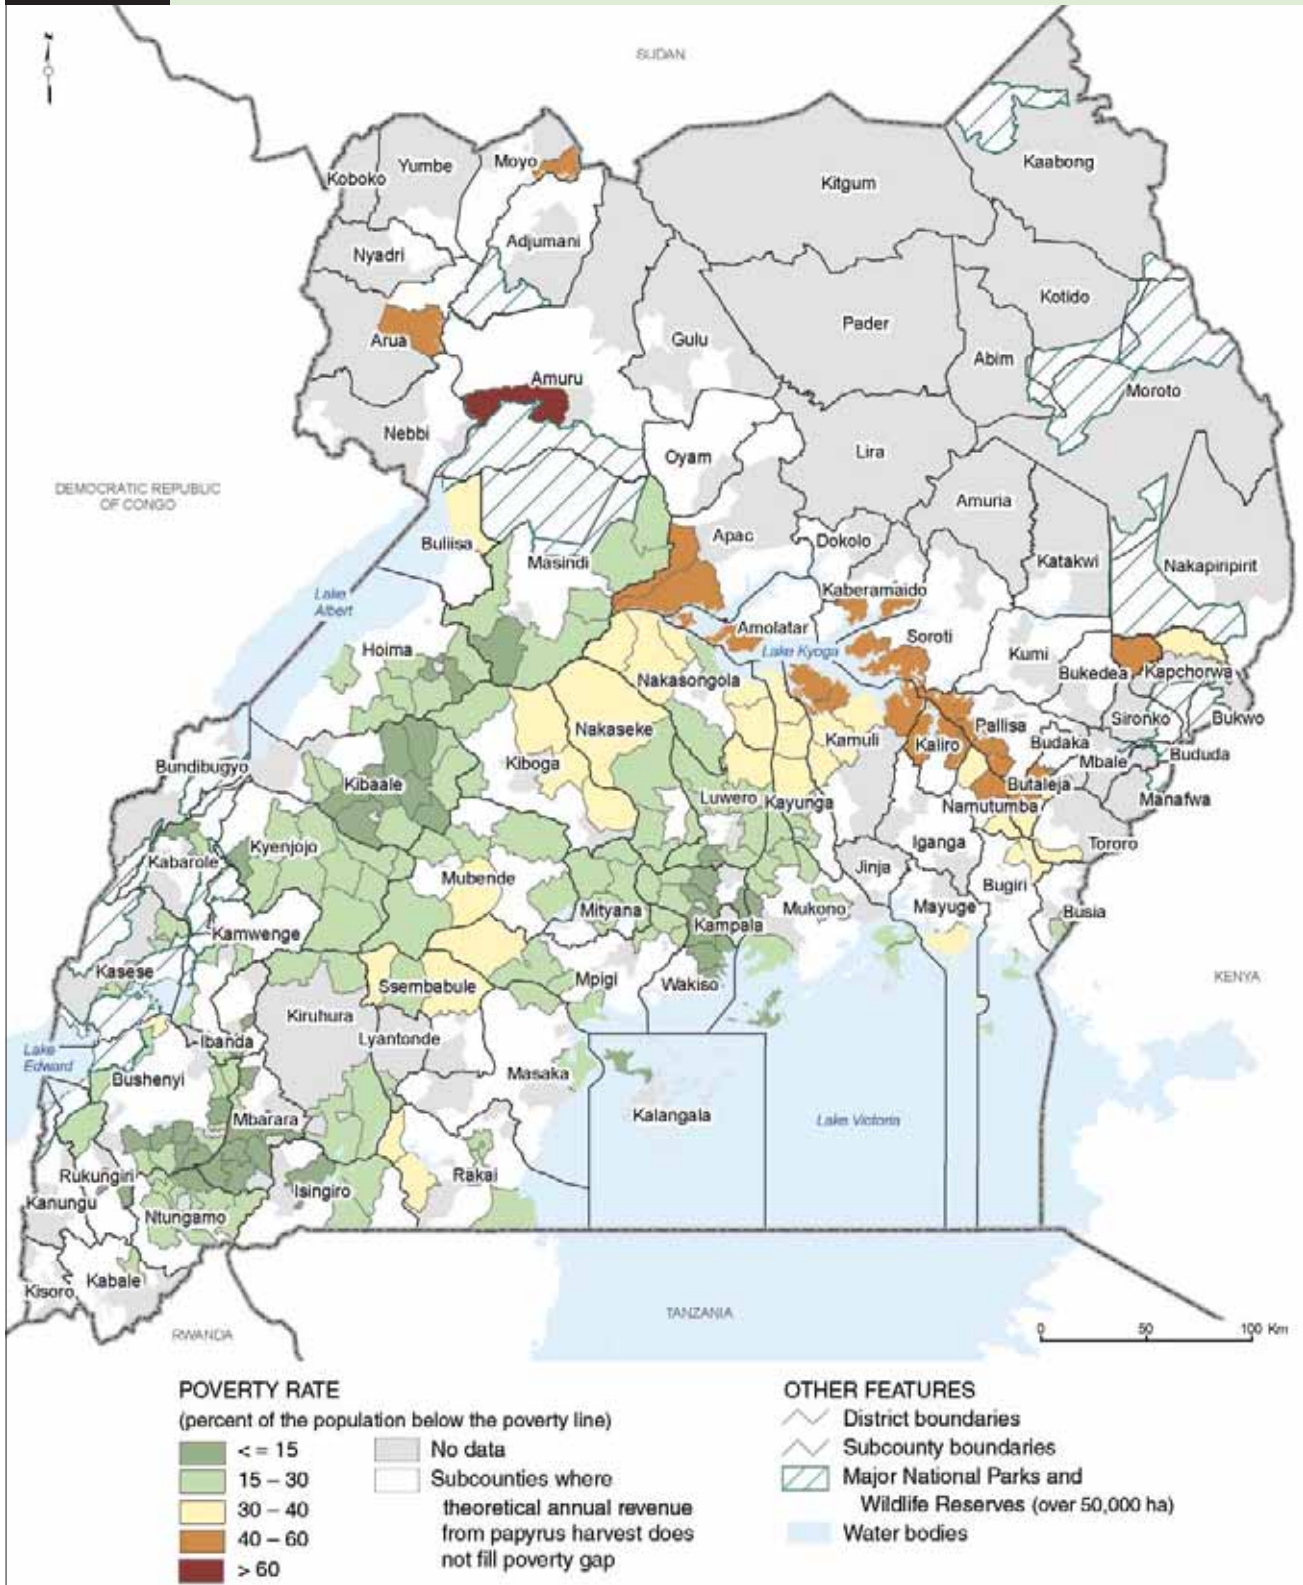 N
SUDAN
Koboko
Yumbe
Moyo
Kaabong
Kitgum
Nyadri
Adjumani
Kotido
Arua
Gulu
Pader
Abim
Moroto
Amuru
Nebbi
Oyam
Lira
DEMOCRATIC REPUBLIC
OF CONGO
Amuria
Buliisa
Masindi
Apac
Dokolo
Katakwi
Nakapiripirit
Lake
Albert
Kaberamaido
Amolatar
Soroti
Lake Kyoga
Hoima
Kumi
Nakasongola
Bukedea
Kapchorwa
Nakaseke
Kamuli
Pallisa
Sironko
Bukwo
Kaliro
Budaka
Bududa
Bundibugyo
Kiboga
Mbale
Kibaale
Butaleja
Luwero
Kayunga
Namutumba
Manafwa
Kabarole
Kyenjojo
Iganga
Tororo
Mubende
Jinja
Bugiri
Mityana
Mukono
Mayuge
Busia
Kamwenge
Kampala
Kasese
Ssembabule
Mpigi
Wakiso
KENYA
Kiruhura
Lake
Edward
Ibanda
Lyantonde
Bushenyi
Masaka
Mbarara
Kalangala
Lake Victoria
Rukungiri
Isingiro
Rakai
Kanungu
Ntungamo
Kabale
Kisoro
TANZANIA
RWANDA
0 50 100 Km
POVERTY RATE
(percent of the population below the poverty line)
< = 15
15 – 30
30 – 40
40 – 60
> 60
No data
Subcounties where
theoretical annual revenue
from papyrus harvest does
not fill poverty gap
OTHER FEATURES
District boundaries
Subcounty boundaries
Major National Parks and
Wildlife Reserves (over 50,000 ha)
Water bodies